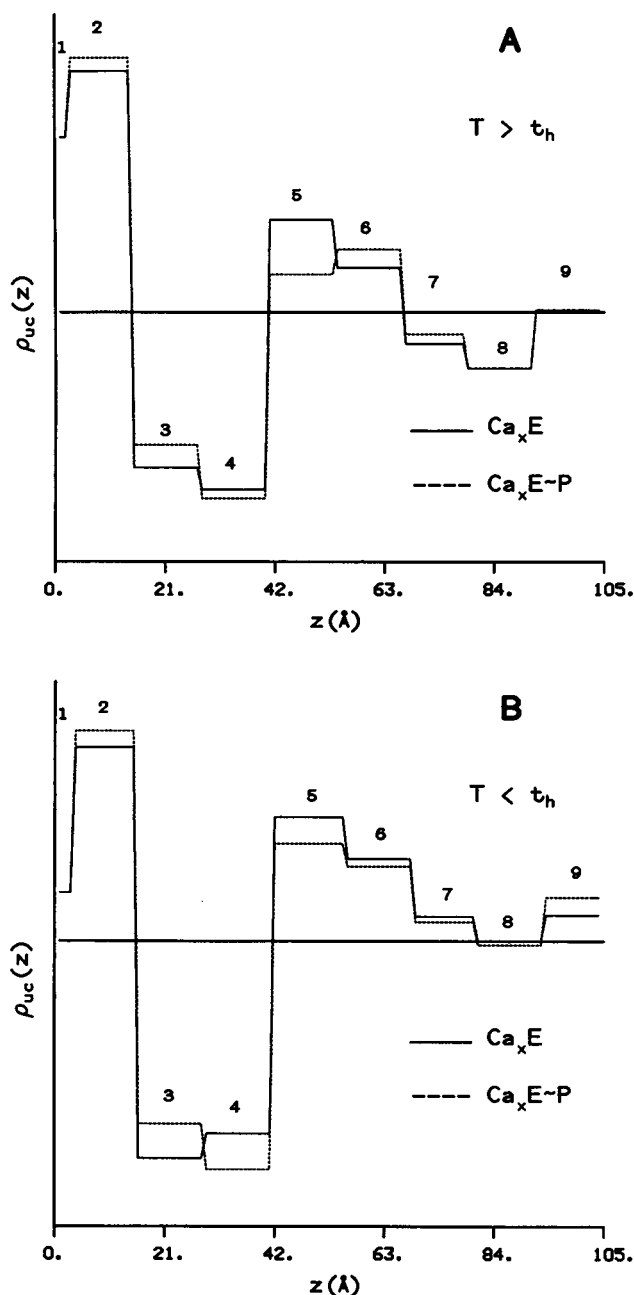 A
T > t_h
1
2
3
4
5
6
7
8
9
ρ_uc(z)
Ca_xE
Ca_xE~P
0. 21. 42. 63. 84. 105.
z(Å)
B
T < t_h
1
2
3
4
5
6
7
8
9
ρ_uc(z)
Ca_xE
Ca_xE~P
0. 21. 42. 63. 84. 105.
z(Å)